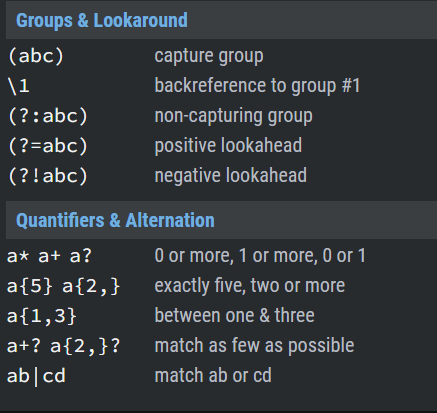 Groups & Lookaround
(abc) capture group
\1 backreference to group #1
(?:abc) non-capturing group
(?=abc) positive lookahead
(?!abc) negative lookahead
Quantifiers & Alternation
a* a+ a? 0 or more, 1 or more, 0 or 1
a{5} a{2,} exactly five, two or more
a{1,3} between one & three
a+? a{2,}? match as few as possible
ab|cd match ab or cd